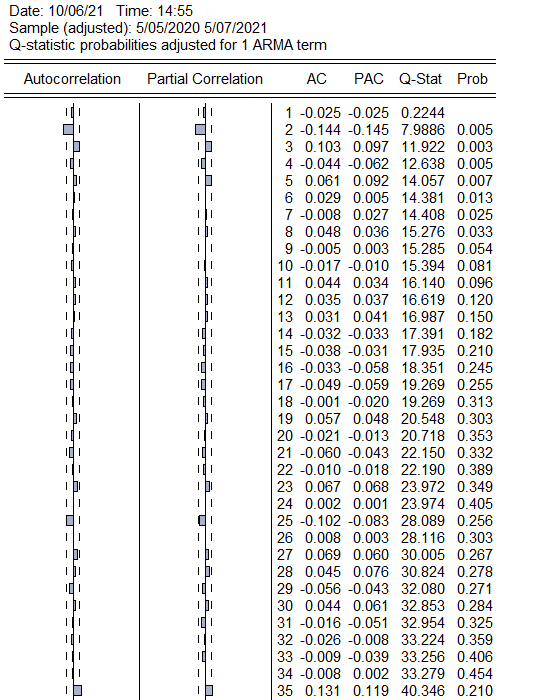 Date: 10/06/21 Time: 14:55
Sample (adjusted): 5/05/2020 5/07/2021
Q-statistic probabilities adjusted for 1 ARMA term
Autocorrelation Partial Correlation AC PAC Q-Stat Prob
1 -0.025 -0.025 0.2244
2 -0.144 -0.145 7.9886 0.005
3 0.103 0.097 11.922 0.003
4 -0.044 -0.062 12.638 0.005
5 0.061 0.092 14.057 0.007
6 0.029 0.005 14.381 0.013
7 -0.008 0.027 14.408 0.025
8 0.048 0.036 15.276 0.033
9 -0.005 0.003 15.285 0.054
10 -0.017 -0.010 15.394 0.081
11 0.044 0.034 16.140 0.096
12 0.035 0.037 16.619 0.120
13 0.031 0.041 16.987 0.150
14 -0.032 -0.033 17.391 0.182
15 -0.038 -0.031 17.935 0.210
16 -0.033 -0.058 18.351 0.245
17 -0.049 -0.059 19.269 0.255
18 -0.001 -0.020 19.269 0.313
19 0.057 0.048 20.548 0.303
20 -0.021 -0.013 20.718 0.353
21 -0.060 -0.043 22.150 0.332
22 -0.010 -0.018 22.190 0.389
23 0.067 0.068 23.972 0.349
24 0.002 0.001 23.974 0.405
25 -0.102 -0.083 28.089 0.256
26 0.008 0.003 28.116 0.303
27 0.069 0.060 30.005 0.267
28 0.045 0.076 30.824 0.278
29 -0.056 -0.043 32.080 0.271
30 0.044 0.061 32.853 0.284
31 -0.016 -0.051 32.954 0.325
32 -0.026 -0.008 33.224 0.359
33 -0.009 -0.039 33.256 0.406
34 -0.008 0.002 33.279 0.454
35 0.131 0.119 40.346 0.210